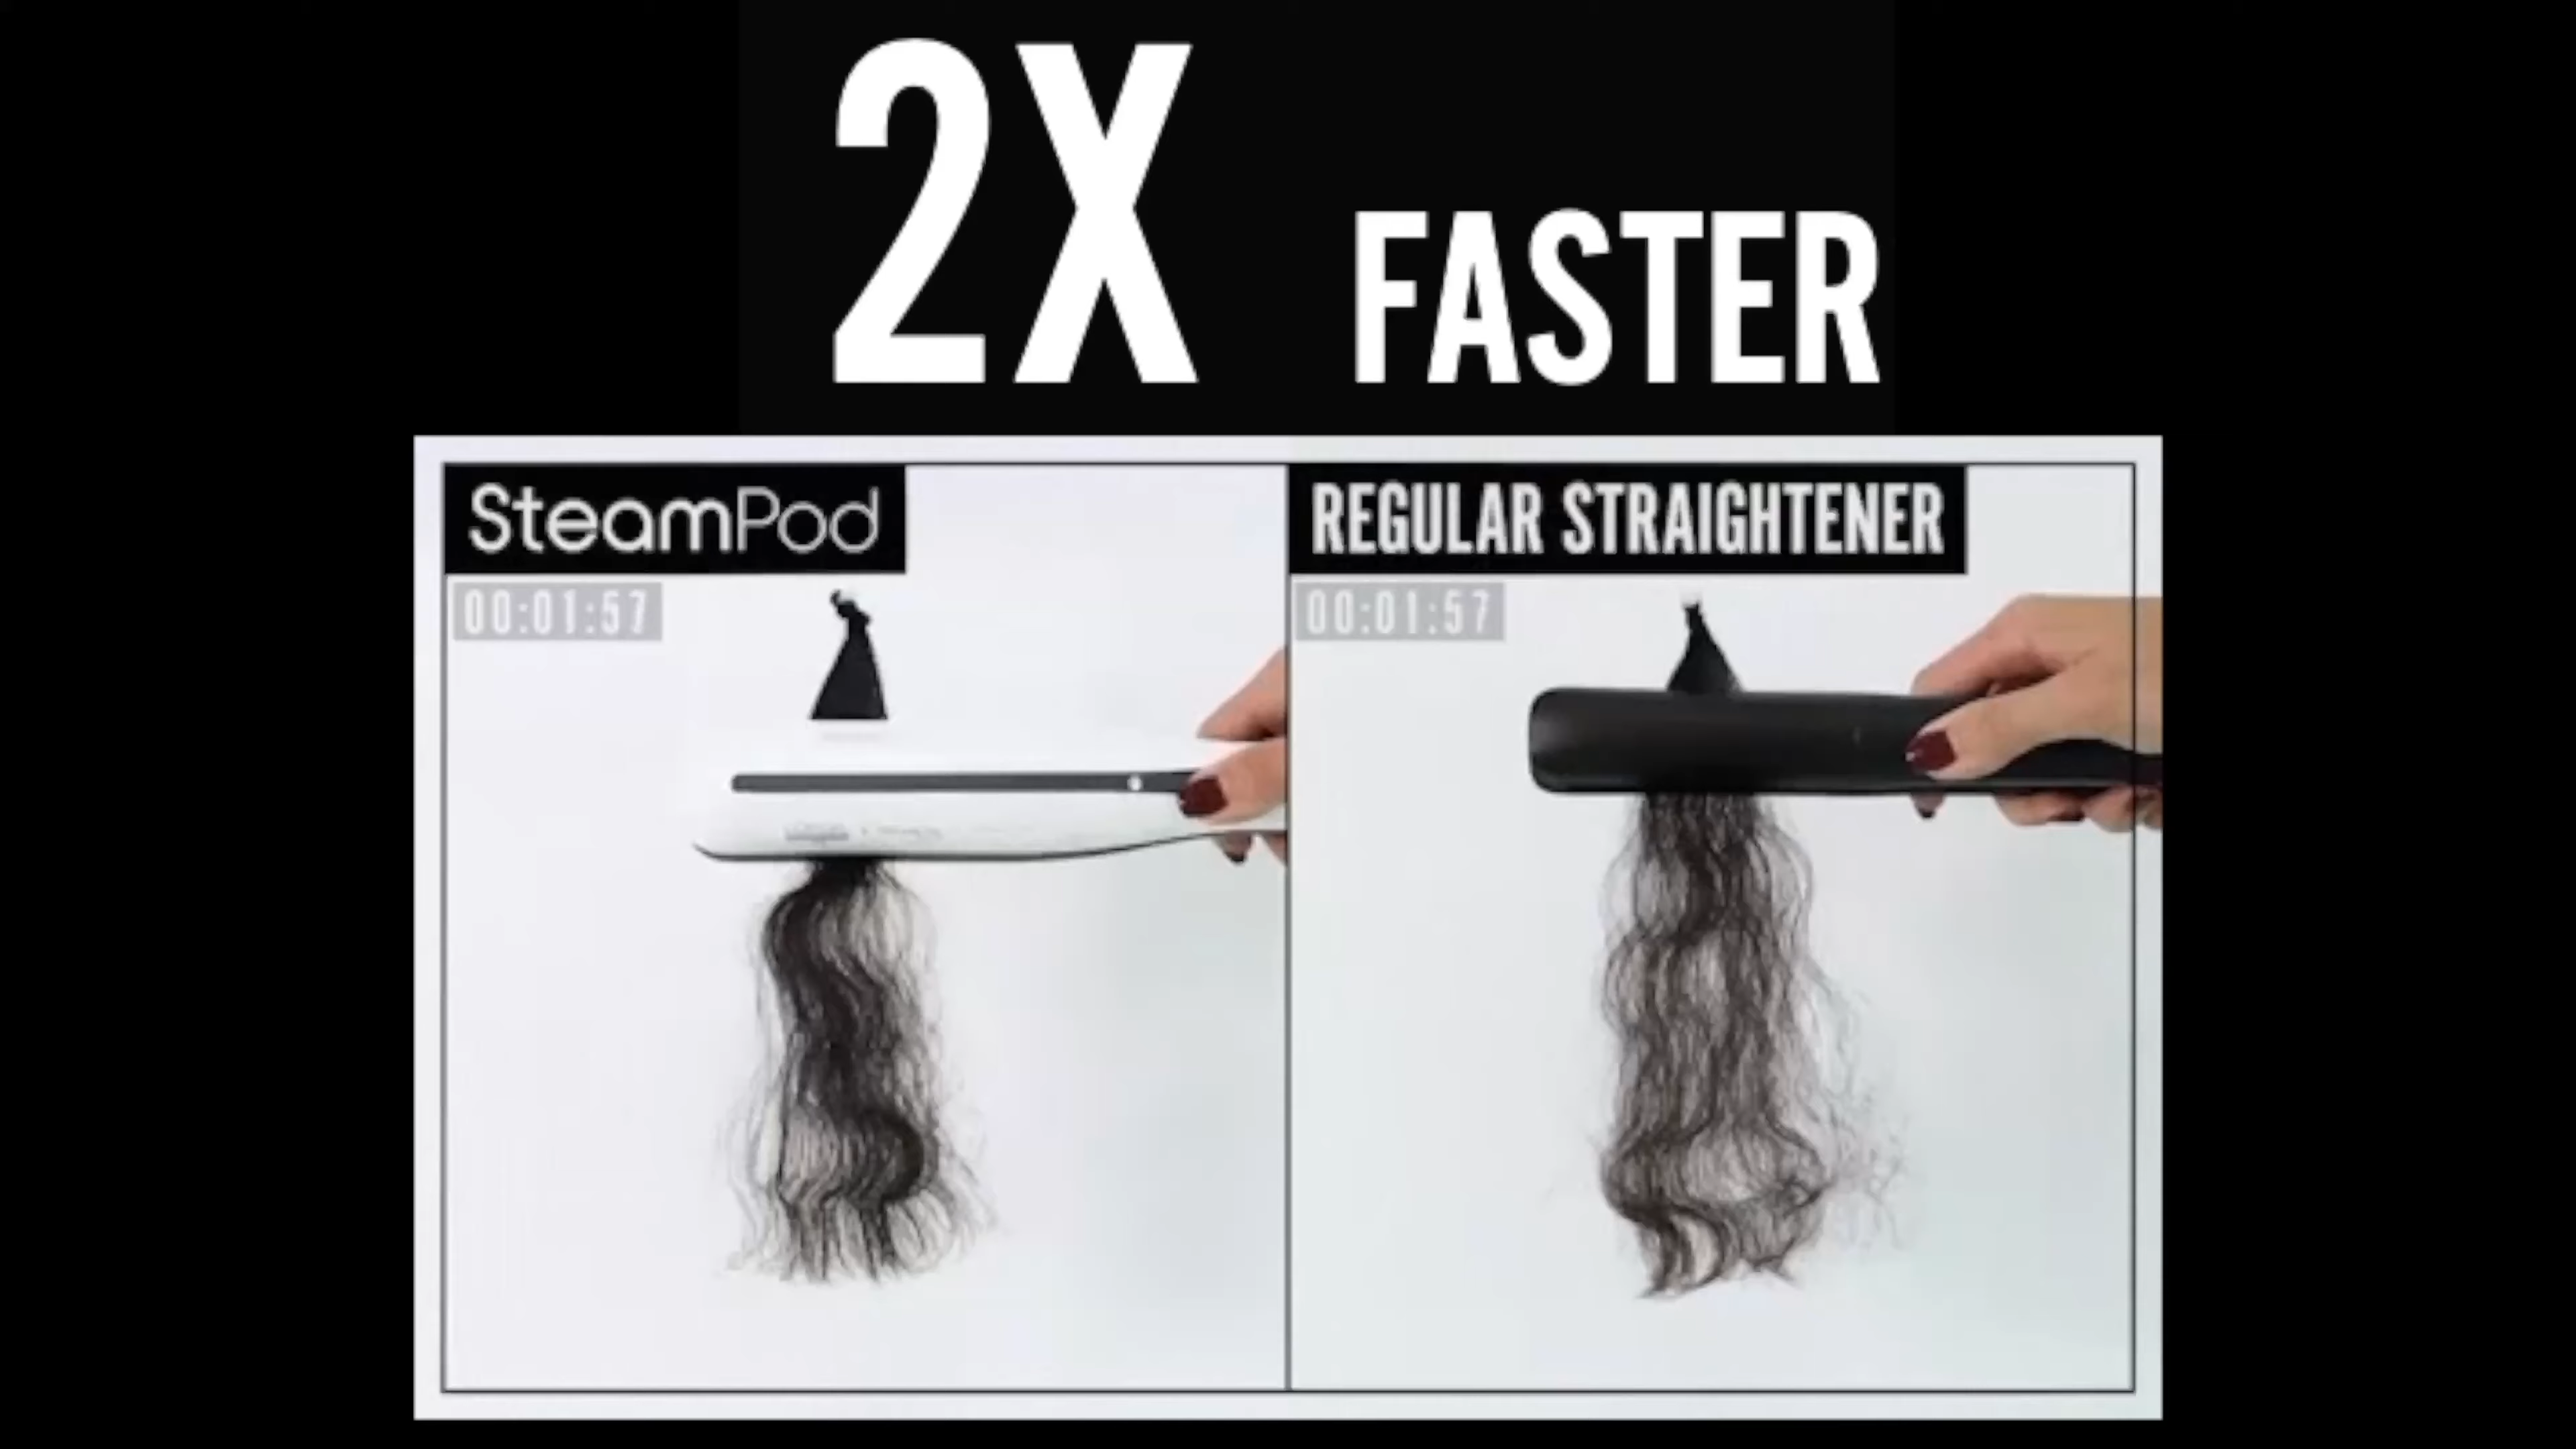 2X FASTER
SteamPod
REGULAR STRAIGHTENER
00:01:57
00:01:57